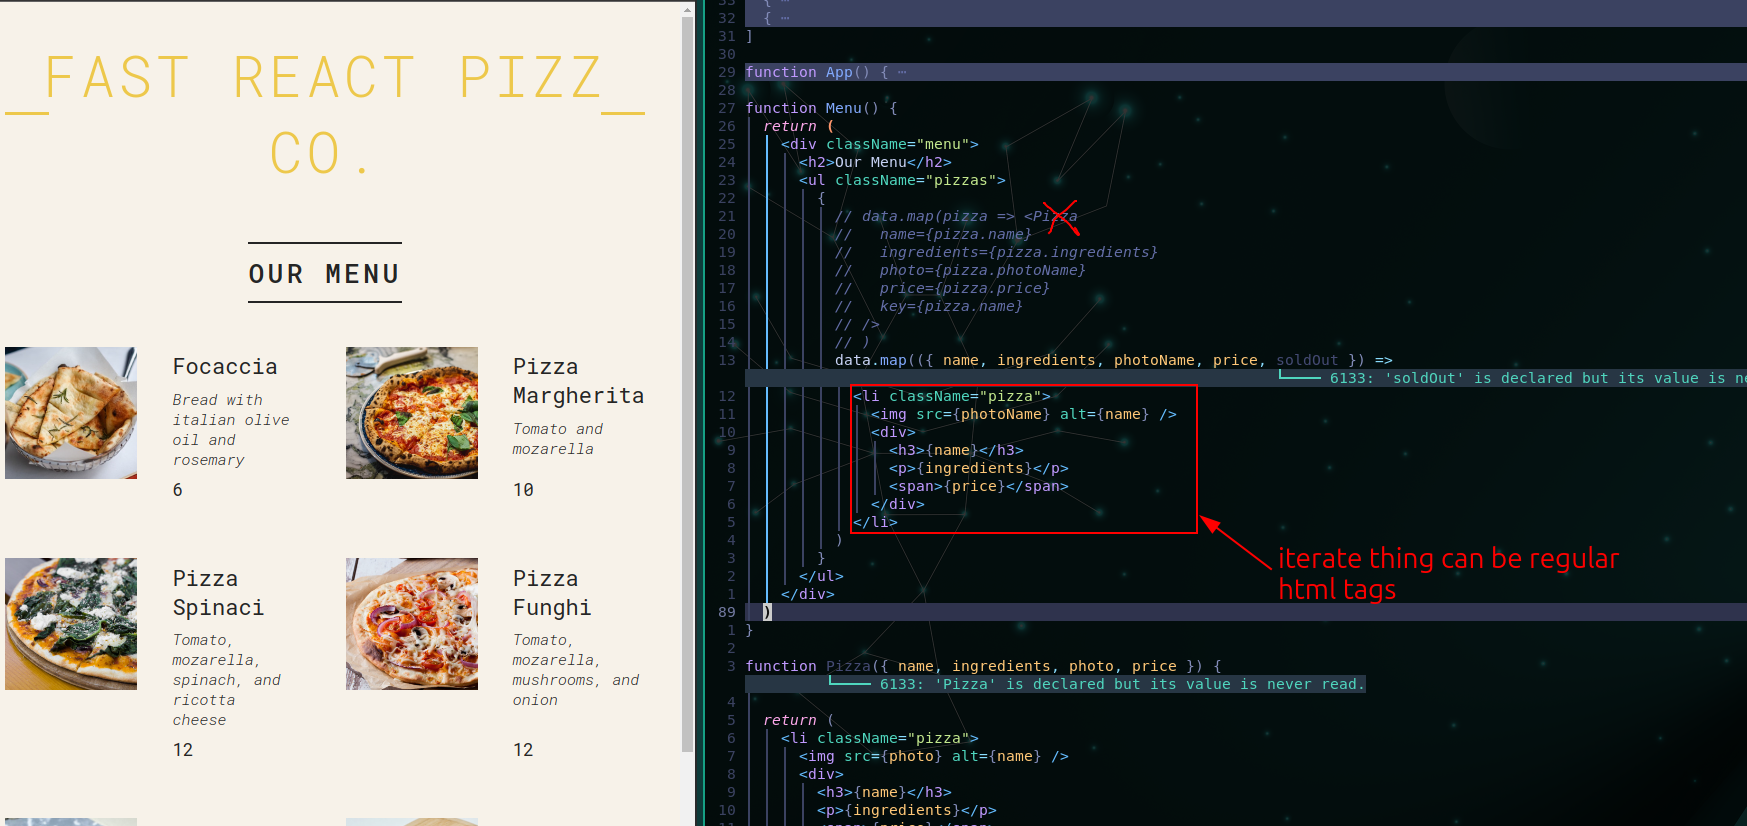 _FAST REACT PIZZ_
CO.
OUR MENU
Focaccia
Bread with
italian olive
oil and
rosemary
6
Pizza
Margherita
Tomato and
mozarella
10
Pizza
Spinaci
Tomato,
mozarella,
spinach, and
ricotta
cheese
12
Pizza
Funghi
Tomato,
mozarella,
mushrooms, and
onion
12
33 { ⋯
32 { ⋯
31 ]
30
29 function App() { ⋯
28
27 function Menu() {
26 return (
25 <div className="menu">
24 <h2>Our Menu</h2>
23 <ul className="pizzas">
22 {
21 // data.map(pizza => <Pizza
20 // name={pizza.name}
19 // ingredients={pizza.ingredients}
18 // photo={pizza.photoName}
17 // price={pizza.price}
16 // key={pizza.name}
15 // />
14 // )
13 data.map(({ name, ingredients, photoName, price, soldOut }) =>
6133: 'soldOut' is declared but its value is ne
12 <li className="pizza">
11 <img src={photoName} alt={name} />
10 <div>
9 <h3>{name}</h3>
8 <p>{ingredients}</p>
7 <span>{price}</span>
6 </div>
5 </li>
4 )
3 }
2 </ul>
1 </div>
89 )
1 }
2
3 function Pizza({ name, ingredients, photo, price }) {
6133: 'Pizza' is declared but its value is never read.
4
5 return (
6 <li className="pizza">
7 <img src={photo} alt={name} />
8 <div>
9 <h3>{name}</h3>
10 <p>{ingredients}</p>
11 <span>{price}</span>
iterate thing can be regular
html tags